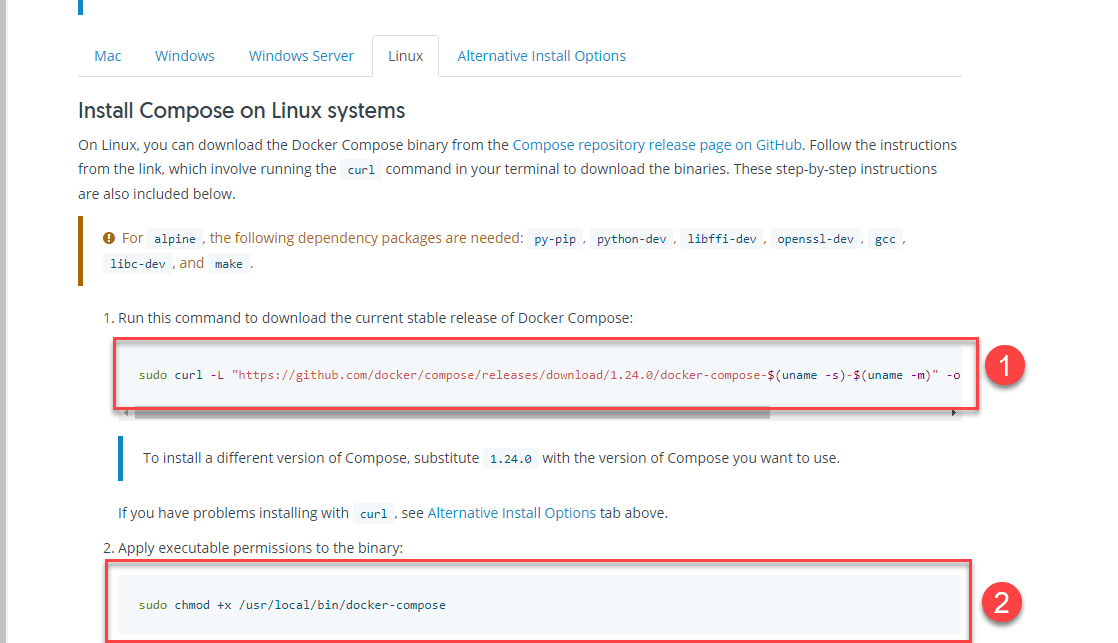 Mac Windows Windows Server Linux Alternative Install Options
Install Compose on Linux systems
On Linux, you can download the Docker Compose binary from the Compose repository release page on GitHub. Follow the instructions
from the link, which involve running the curl command in your terminal to download the binaries. These step-by-step instructions
are also included below.
For alpine , the following dependency packages are needed: py-pip , python-dev , libffi-dev , openssl-dev , gcc ,
libc-dev , and make .
1. Run this command to download the current stable release of Docker Compose:
sudo curl -L "https://github.com/docker/compose/releases/download/1.24.0/docker-compose-$(uname -s)-$(uname -m)" -o
1
To install a different version of Compose, substitute 1.24.0 with the version of Compose you want to use.
If you have problems installing with curl , see Alternative Install Options tab above.
2. Apply executable permissions to the binary:
sudo chmod +x /usr/local/bin/docker-compose
2